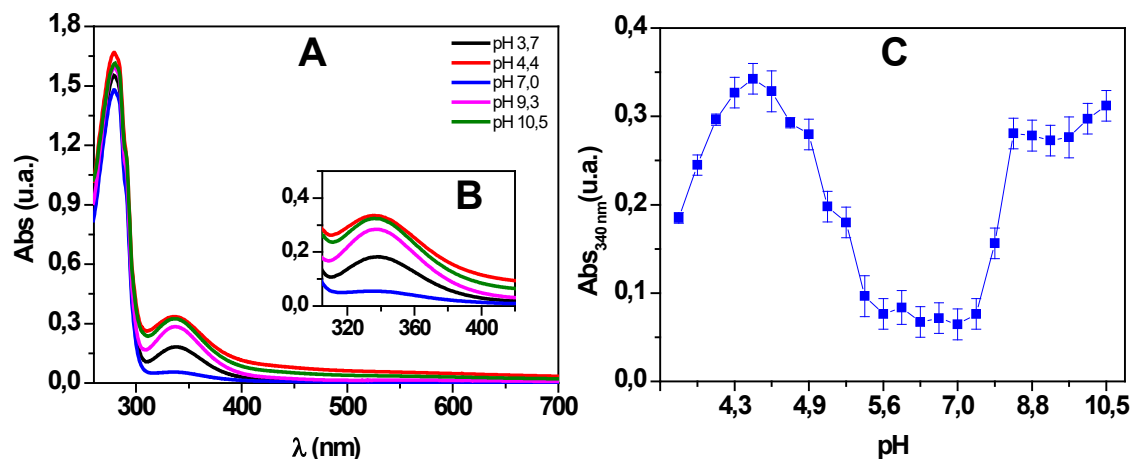 A
pH 3,7
pH 4,4
pH 7,0
pH 9,3
pH 10,5
1,8
1,5
1,2
0,9
0,6
0,3
0,0
Abs (u.a.)
300
400
500
600
700
λ (nm)
B
0,4
0,2
0,0
320
360
400
C
0,4
0,3
0,2
0,1
0,0
Abs340 nm(u.a.)
4,3
4,9
5,6
7,0
8,8
10,5
pH